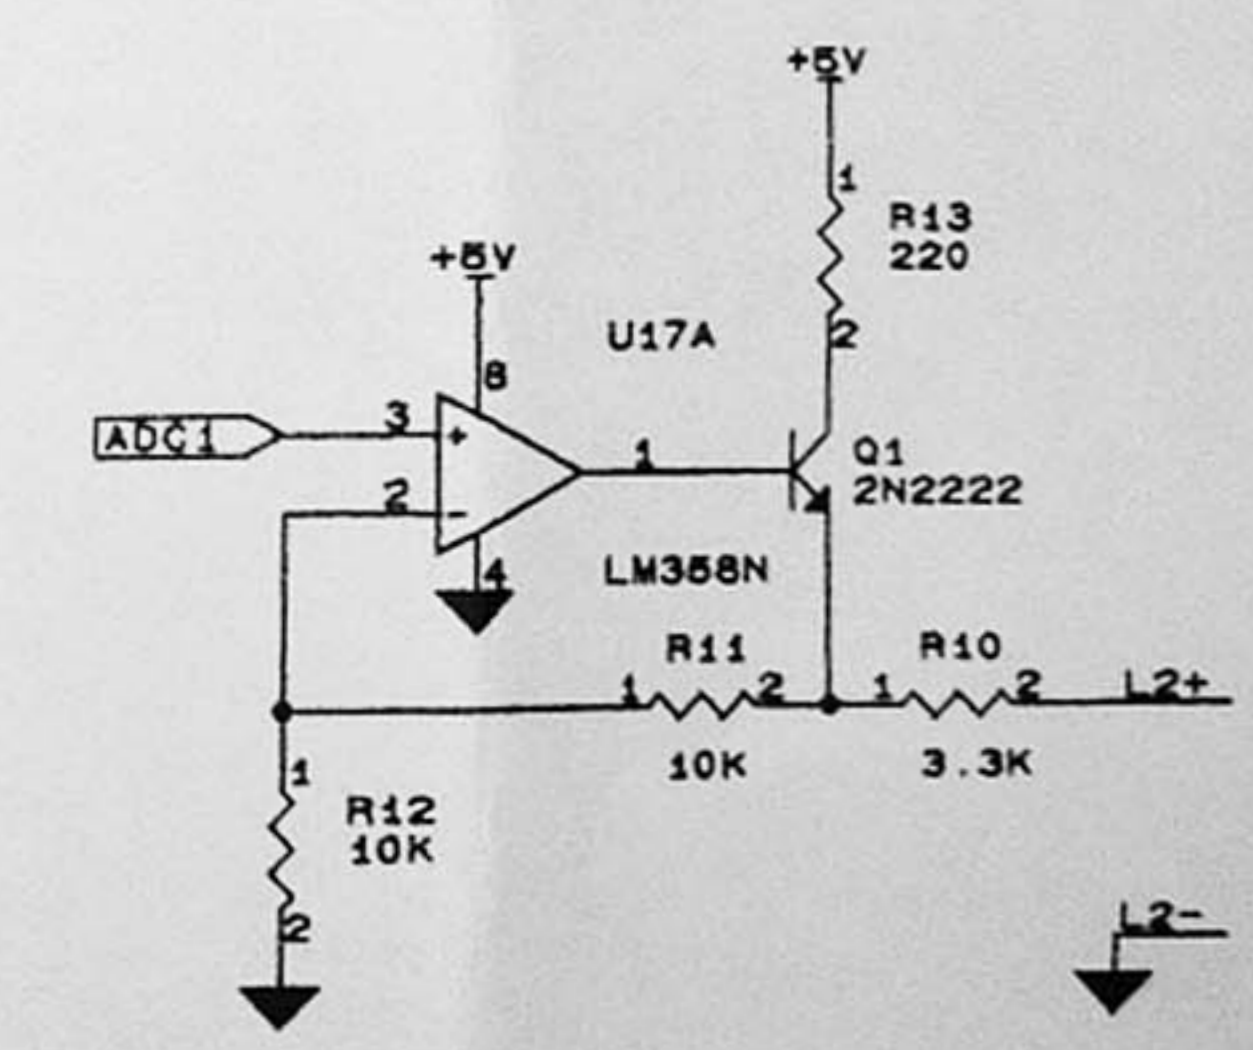 +5V
1
R13
220
2
+5V
8
U17A
ADC1
3
+
1
Q1
2N2222
2
-
4
LM358N
R11
R10
1
2
1
2
L2+
10K
3.3K
1
R12
10K
2
L2-